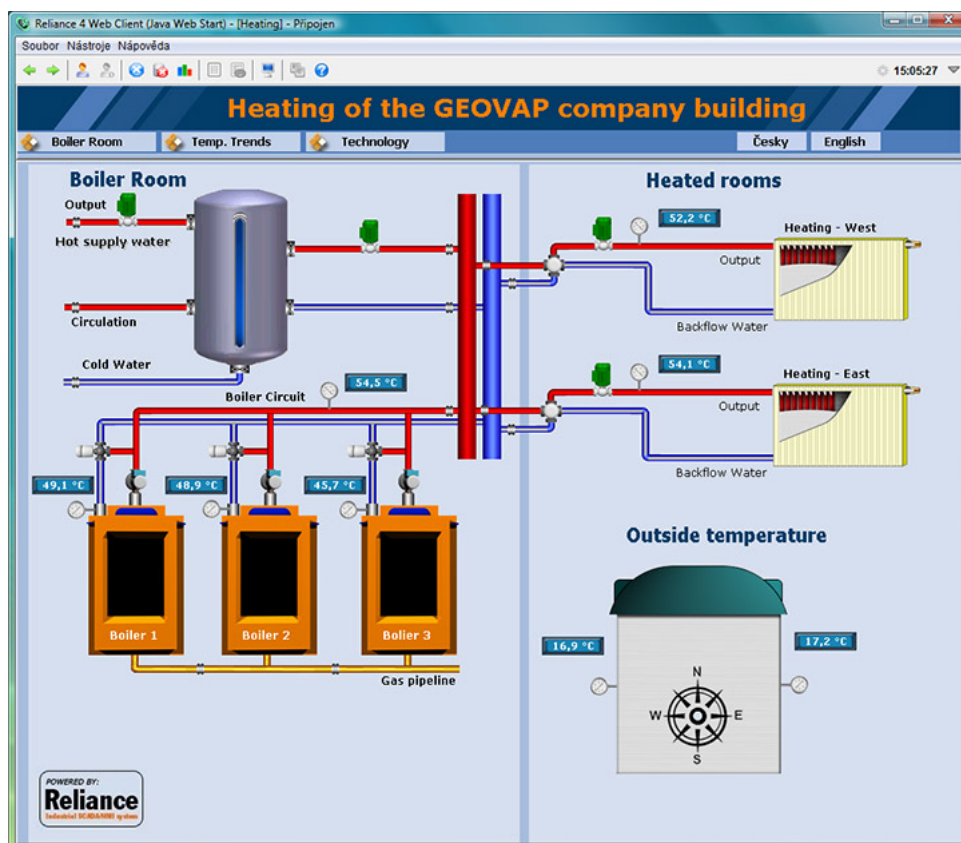 Reliance 4 Web Client (Java Web Start) - [Heating] - Připojen
Soubor Nástroje Nápověda
15:05:27
Heating of the GEOVAP company building
Boiler Room
Temp. Trends
Technology
Česky
English
Boiler Room
Output
Hot supply water
Circulation
Cold Water
Boiler Circuit
54,5 °C
49,1 °C
48,9 °C
45,7 °C
Boiler 1
Boiler 2
Bolier 3
Gas pipeline
POWERED BY:
Reliance
Industrial SCADA/HMI system
Heated rooms
52,2 °C
Heating - West
Output
Backflow Water
54,1 °C
Heating - East
Output
Backflow Water
Outside temperature
16,9 °C
17,2 °C
N
W
E
S